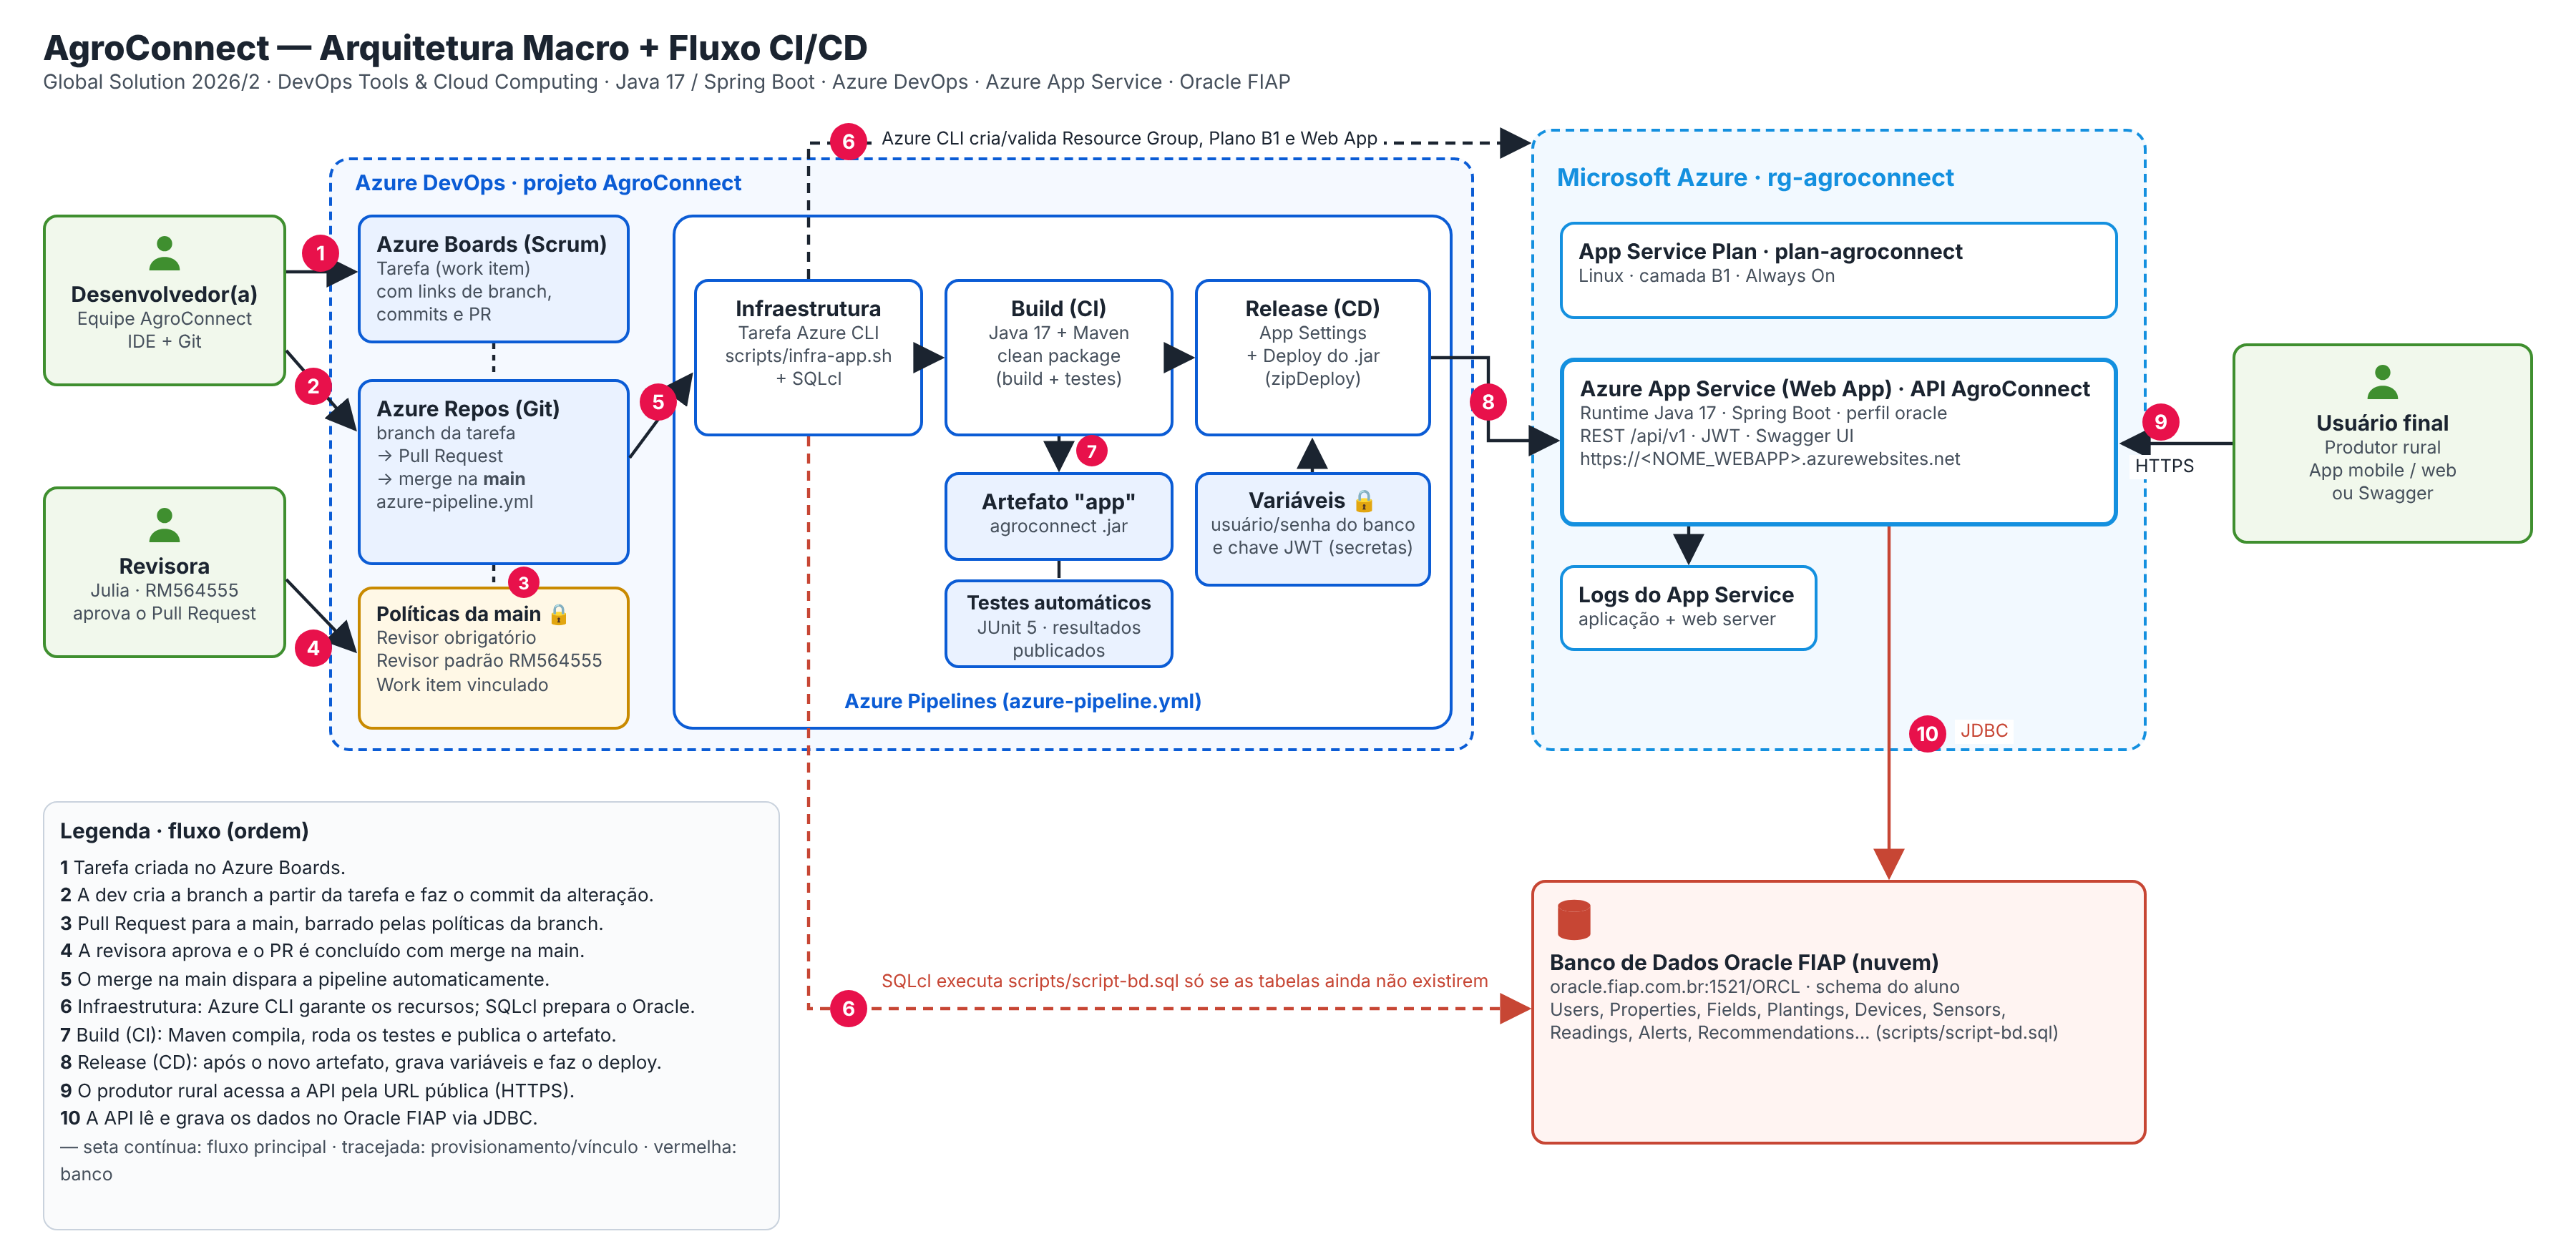 AgroConnect — Arquitetura Macro + Fluxo CI/CD
Global Solution 2026/2 · DevOps Tools & Cloud Computing · Java 17 / Spring Boot · Azure DevOps · Azure App Service · Oracle FIAP
6
Azure CLI cria/valida Resource Group, Plano B1 e Web App
Azure DevOps · projeto AgroConnect
Desenvolvedor(a)
Equipe AgroConnect
IDE + Git
1
2
Revisora
Julia · RM564555
aprova o Pull Request
4
Azure Boards (Scrum)
Tarefa (work item)
com links de branch,
commits e PR
Azure Repos (Git)
branch da tarefa
→ Pull Request
→ merge na main
azure-pipeline.yml
3
Políticas da main 🔒
Revisor obrigatório
Revisor padrão RM564555
Work item vinculado
5
Infraestrutura
Tarefa Azure CLI
scripts/infra-app.sh
+ SQLcl
Build (CI)
Java 17 + Maven
clean package
(build + testes)
Release (CD)
App Settings
+ Deploy do .jar
(zipDeploy)
7
Artefato "app"
agroconnect .jar
Variáveis 🔒
usuário/senha do banco
e chave JWT (secretas)
Testes automáticos
JUnit 5 · resultados
publicados
Azure Pipelines (azure-pipeline.yml)
8
Microsoft Azure · rg-agroconnect
App Service Plan · plan-agroconnect
Linux · camada B1 · Always On
Azure App Service (Web App) · API AgroConnect
Runtime Java 17 · Spring Boot · perfil oracle
REST /api/v1 · JWT · Swagger UI
https://<NOME_WEBAPP>.azurewebsites.net
Logs do App Service
aplicação + web server
9
HTTPS
Usuário final
Produtor rural
App mobile / web
ou Swagger
10
JDBC
Legenda · fluxo (ordem)
1 Tarefa criada no Azure Boards.
2 A dev cria a branch a partir da tarefa e faz o commit da alteração.
3 Pull Request para a main, barrado pelas políticas da branch.
4 A revisora aprova e o PR é concluído com merge na main.
5 O merge na main dispara a pipeline automaticamente.
6 Infraestrutura: Azure CLI garante os recursos; SQLcl prepara o Oracle.
7 Build (CI): Maven compila, roda os testes e publica o artefato.
8 Release (CD): após o novo artefato, grava variáveis e faz o deploy.
9 O produtor rural acessa a API pela URL pública (HTTPS).
10 A API lê e grava os dados no Oracle FIAP via JDBC.
— seta contínua: fluxo principal · tracejada: provisionamento/vínculo · vermelha:
banco
SQLcl executa scripts/script-bd.sql só se as tabelas ainda não existirem
6
Banco de Dados Oracle FIAP (nuvem)
oracle.fiap.com.br:1521/ORCL · schema do aluno
Users, Properties, Fields, Plantings, Devices, Sensors,
Readings, Alerts, Recommendations... (scripts/script-bd.sql)